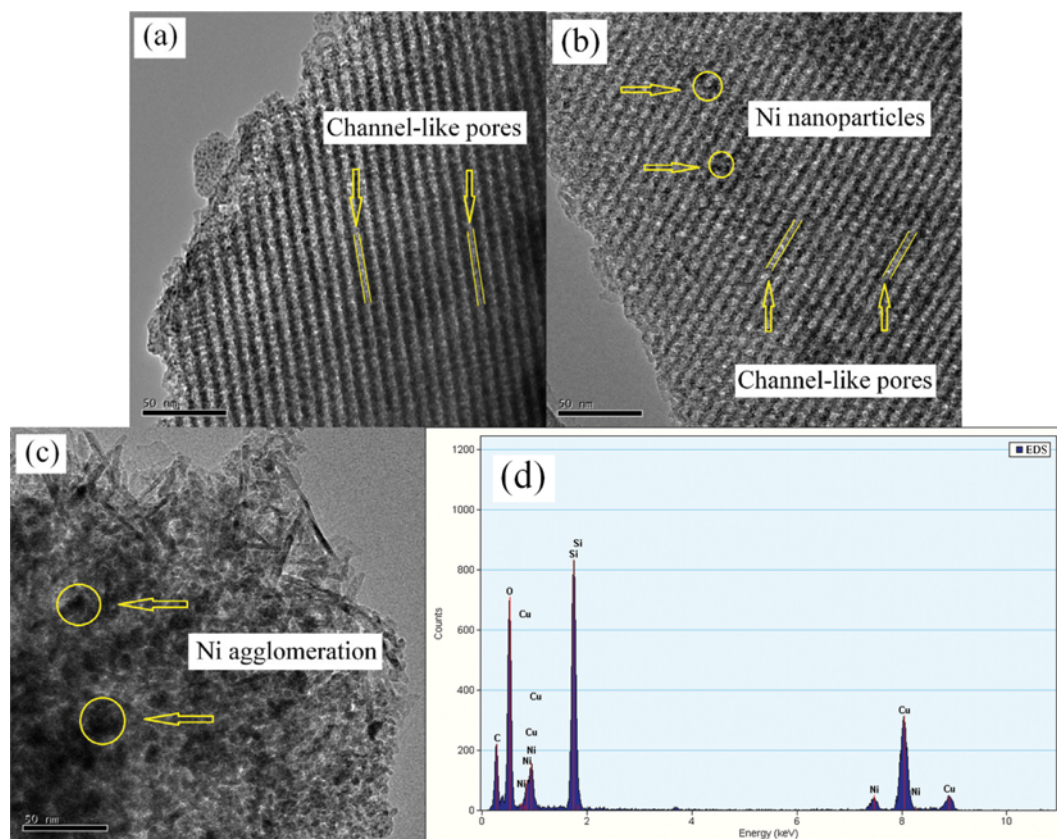 (a)
Channel-like pores
50 nm
(b)
Ni nanoparticles
Channel-like pores
50 nm
(c)
Ni agglomeration
50 nm
(d)
EDS
1200
1000
800
600
400
200
0
Counts
C
O
Cu
Cu
Cu
Ni
Ni
Ni
Si
Si
Ni
Cu
Ni
Cu
0
2
4
6
8
10
Energy (keV)